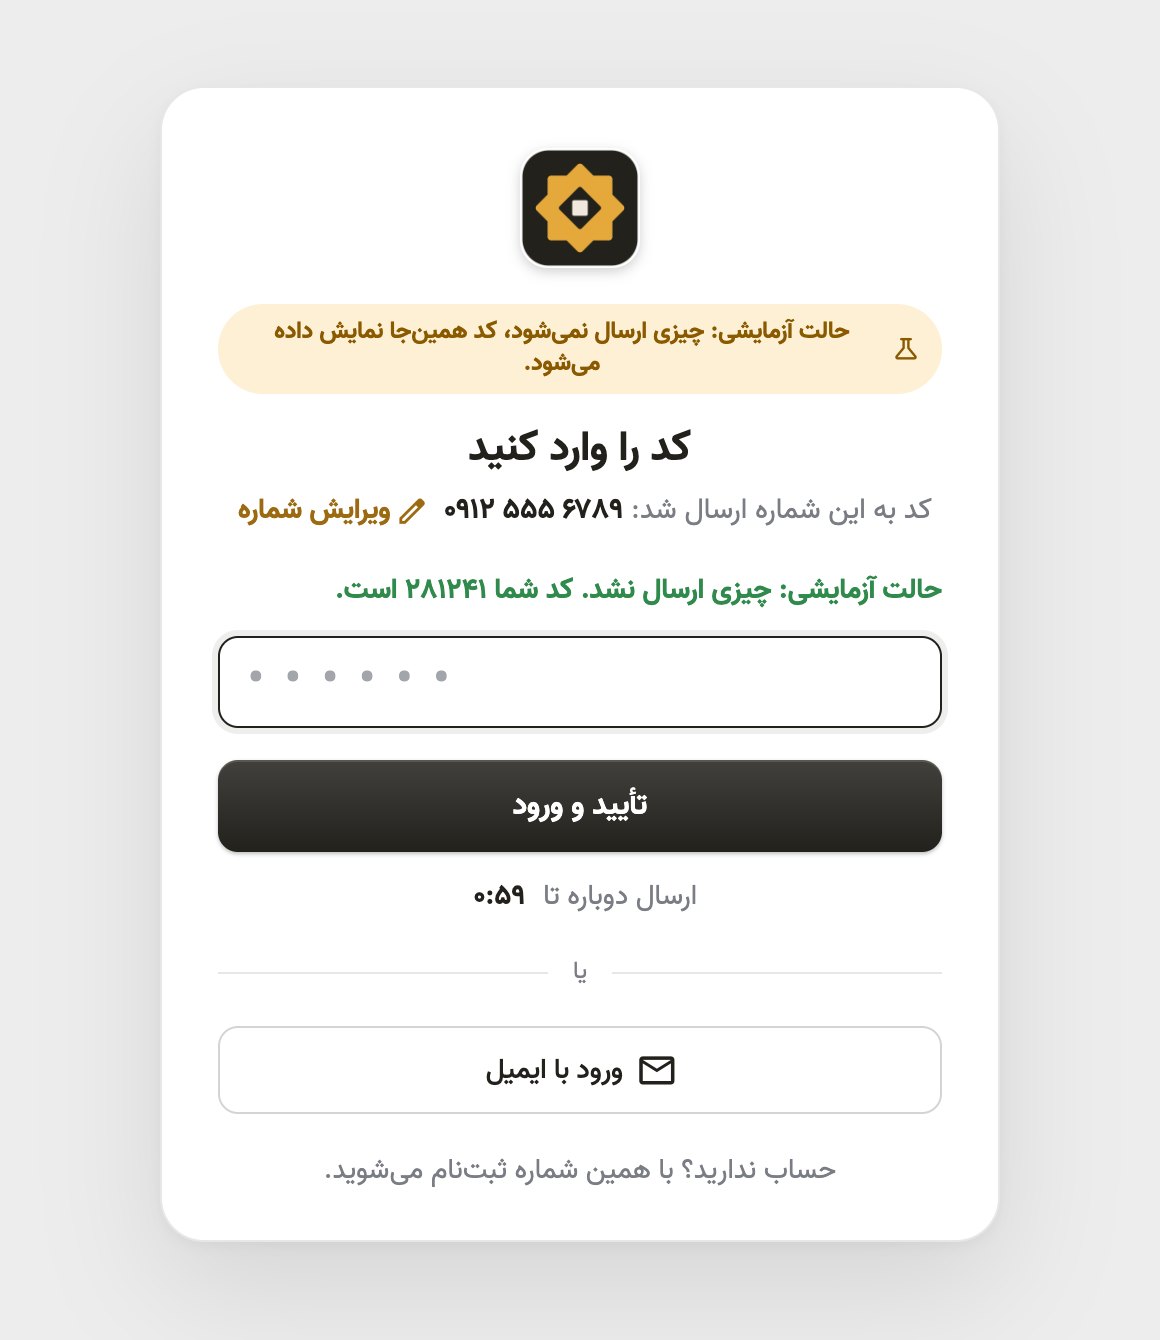 حالت آزمایشی: چیزی ارسال نمی‌شود، کد همین‌جا نمایش داده
می‌شود.
کد را وارد کنید
کد به این شماره ارسال شد: ۰۹۱۲ ۵۵۵ ۶۷۸۹ ویرایش شماره
حالت آزمایشی: چیزی ارسال نشد. کد شما ۲۸۱۲۴۱ است.
تأیید و ورود
ارسال دوباره تا ۰:۵۹
یا
ورود با ایمیل
حساب ندارید؟ با همین شماره ثبت‌نام می‌شوید.